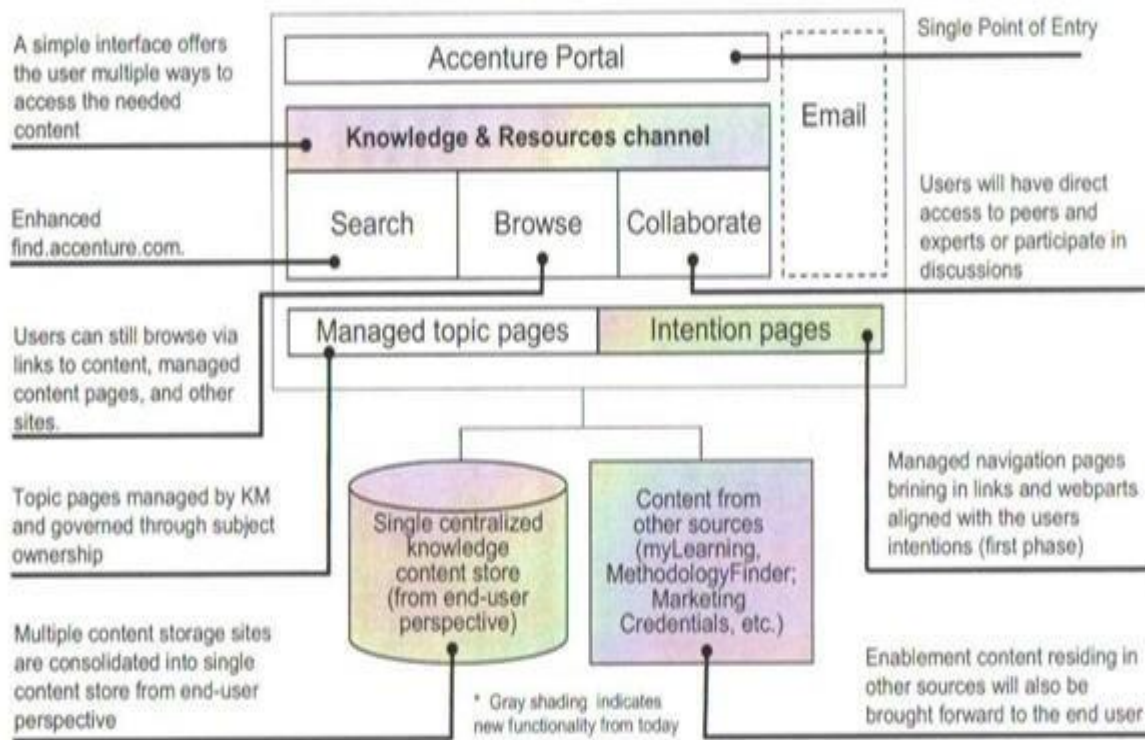 A simple interface offers
the user multiple ways to
access the needed
content
Accenture Portal
Single Point of Entry
Email
Knowledge & Resources channel
Enhanced
find.accenture.com.
Search
Browse
Collaborate
Users will have direct
access to peers and
experts or participate in
discussions
Users can still browse via
links to content, managed
content pages, and other
sites.
Managed topic pages
Intention pages
Topic pages managed by KM
and governed through subject
ownership
Single centralized
knowledge
content store
(from end-user
perspective)
Content from
other sources
(myLearning,
MethodologyFinder;
Marketing
Credentials, etc.)
Managed navigation pages
brining in links and webparts
aligned with the users
intentions (first phase)
Multiple content storage sites
are consolidated into single
content store from end-user
perspective
* Gray shading indicates
new functionality from today
Enablement content residing in
other sources will also be
brought forward to the end user